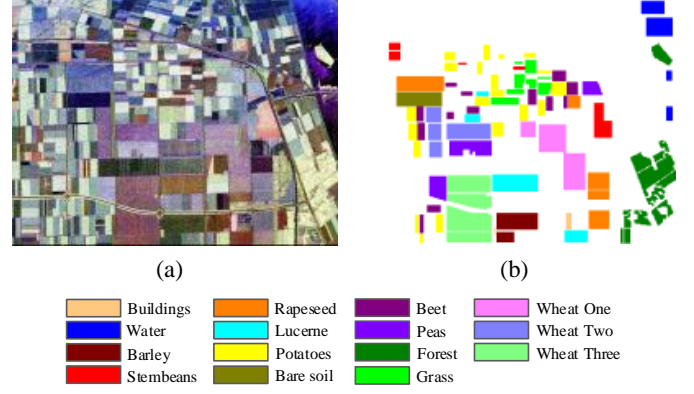 (a) (b)
Buildings Rapeseed Beet Wheat One
Water Lucerne Peas Wheat Two
Barley Potatoes Forest Wheat Three
Stembeans Bare soil Grass